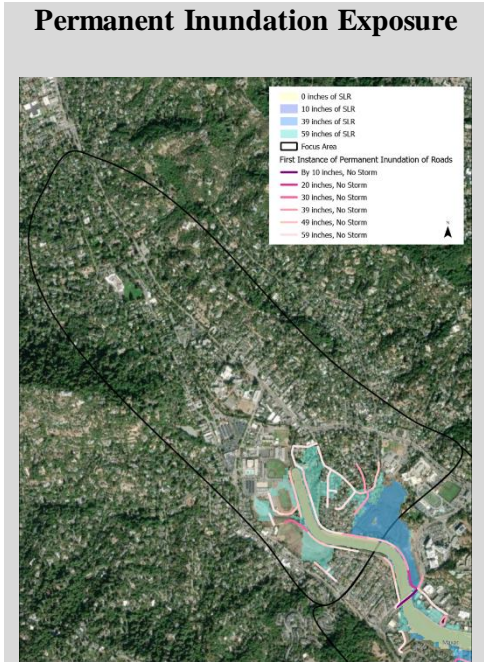 Permanent Inundation Exposure
0 inches of SLR
10 inches of SLR
39 inches of SLR
59 inches of SLR
Focus Area
First Instance of Permanent Inundation of Roads
By 10 inches, No Storm
20 inches, No Storm
30 inches, No Storm
39 inches, No Storm
49 inches, No Storm
59 inches, No Storm
N